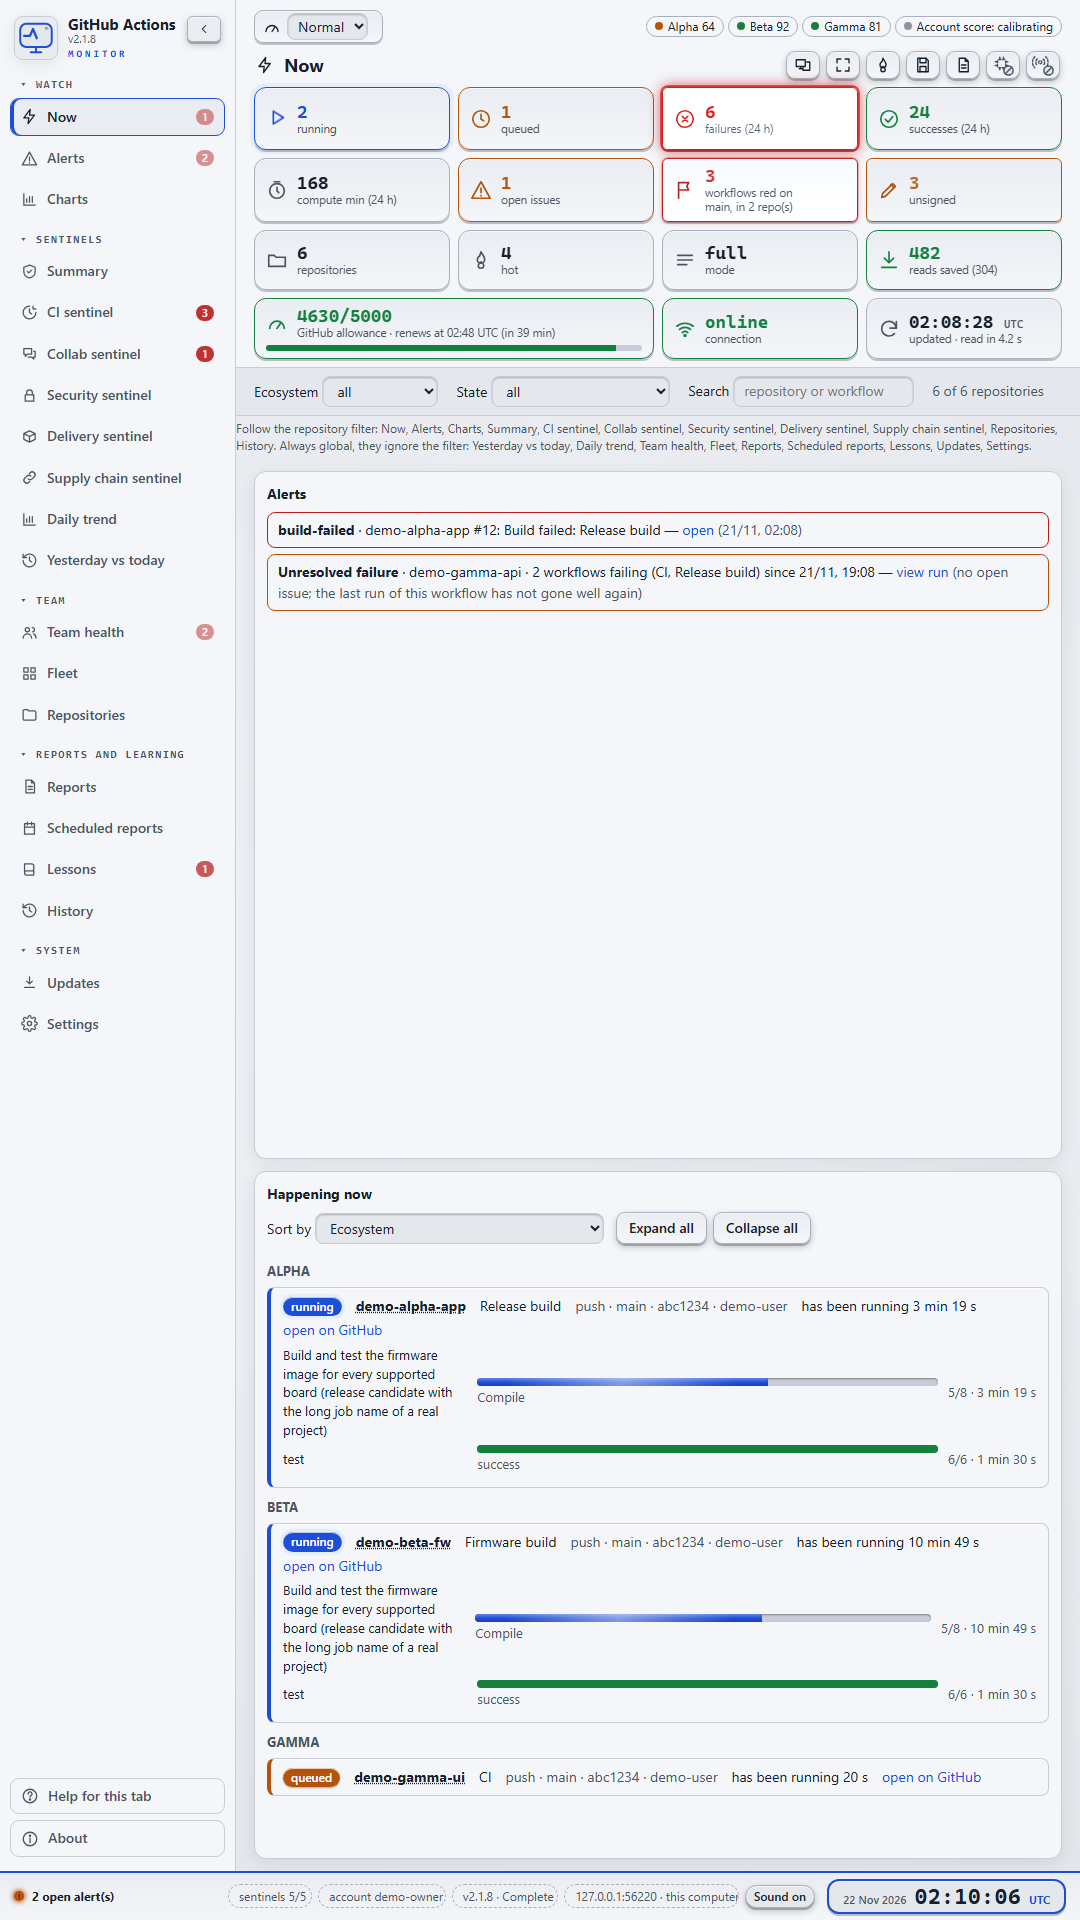 GitHub Actions
v2.1.8
MONITOR
WATCH
Now 1
Alerts 2
Charts
SENTINELS
Summary
CI sentinel 3
Collab sentinel 1
Security sentinel
Delivery sentinel
Supply chain sentinel
Daily trend
Yesterday vs today
TEAM
Team health 2
Fleet
Repositories
REPORTS AND LEARNING
Reports
Scheduled reports
Lessons 1
History
SYSTEM
Updates
Settings
Help for this tab
About
Normal
Alpha 64
Beta 92
Gamma 81
Account score: calibrating
Now
2
running
1
queued
6
failures (24 h)
24
successes (24 h)
168
compute min (24 h)
1
open issues
3
workflows red on
main, in 2 repo(s)
3
unsigned
6
repositories
4
hot
full
mode
482
reads saved (304)
4630/5000
GitHub allowance · renews at 02:48 UTC (in 39 min)
online
connection
02:08:28 UTC
updated · read in 4.2 s
Ecosystem all State all Search repository or workflow 6 of 6 repositories
Follow the repository filter: Now, Alerts, Charts, Summary, CI sentinel, Collab sentinel, Security sentinel, Delivery sentinel, Supply chain sentinel, Repositories,
History. Always global, they ignore the filter: Yesterday vs today, Daily trend, Team health, Fleet, Reports, Scheduled reports, Lessons, Updates, Settings.
Alerts
build-failed · demo-alpha-app #12: Build failed: Release build — open (21/11, 02:08)
Unresolved failure · demo-gamma-api · 2 workflows failing (CI, Release build) since 21/11, 19:08 — view run (no open
issue; the last run of this workflow has not gone well again)
Happening now
Sort by Ecosystem Expand all Collapse all
ALPHA
running demo-alpha-app Release build push · main · abc1234 · demo-user has been running 3 min 19 s
open on GitHub
Build and test the firmware
image for every supported
board (release candidate with
the long job name of a real
project)
Compile
5/8 · 3 min 19 s
test
success
6/6 · 1 min 30 s
BETA
running demo-beta-fw Firmware build push · main · abc1234 · demo-user has been running 10 min 49 s
open on GitHub
Build and test the firmware
image for every supported
board (release candidate with
the long job name of a real
project)
Compile
5/8 · 10 min 49 s
test
success
6/6 · 1 min 30 s
GAMMA
queued demo-gamma-ui CI push · main · abc1234 · demo-user has been running 20 s open on GitHub
2 open alert(s)
sentinels 5/5
account demo-owner
v2.1.8 · Complete
127.0.0.1:56220 · this computer
Sound on
22 Nov 2026 02:10:06 UTC